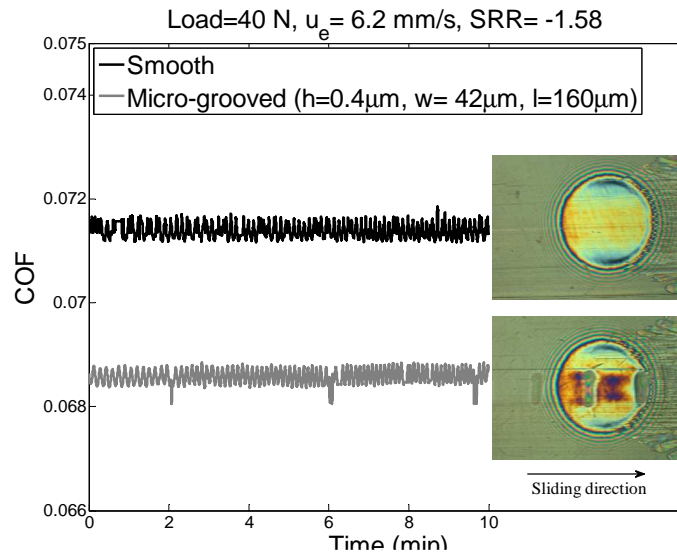 Load=40 N, u_e= 6.2 mm/s, SRR= -1.58
0.075
Smooth
0.074
Micro-grooved (h=0.4μm, w= 42μm, l=160μm)
0.072
COF
0.07
0.068
0.066
Sliding direction
0 2 4 6 8 10
Time (min)